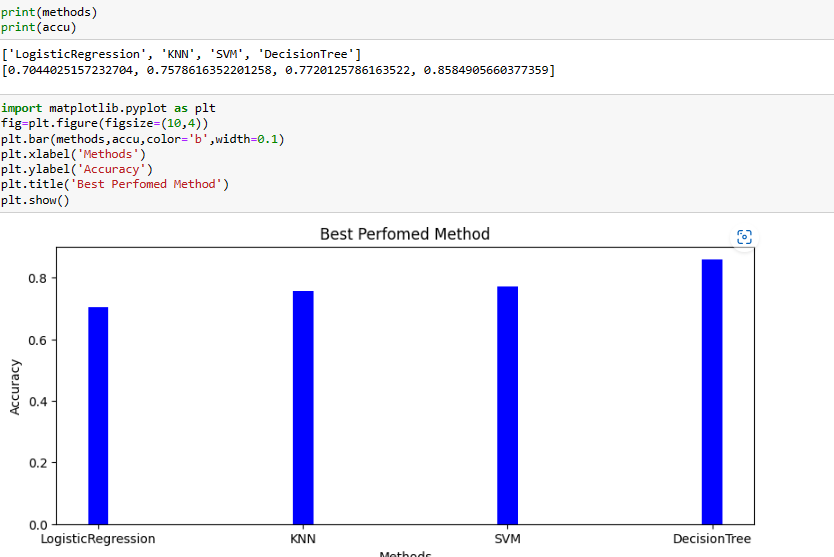 print(methods)
print(accu)
['LogisticRegression', 'KNN', 'SVM', 'DecisionTree']
[0.7044025157232704, 0.7578616352201258, 0.7720125786163522, 0.8584905660377359]
import matplotlib.pyplot as plt
fig=plt.figure(figsize=(10,4))
plt.bar(methods,accu,color='b',width=0.1)
plt.xlabel('Methods')
plt.ylabel('Accuracy')
plt.title('Best Perfomed Method')
plt.show()
Best Perfomed Method
0.8
0.6
0.4
0.2
0.0
Accuracy
LogisticRegression KNN SVM DecisionTree
Methods